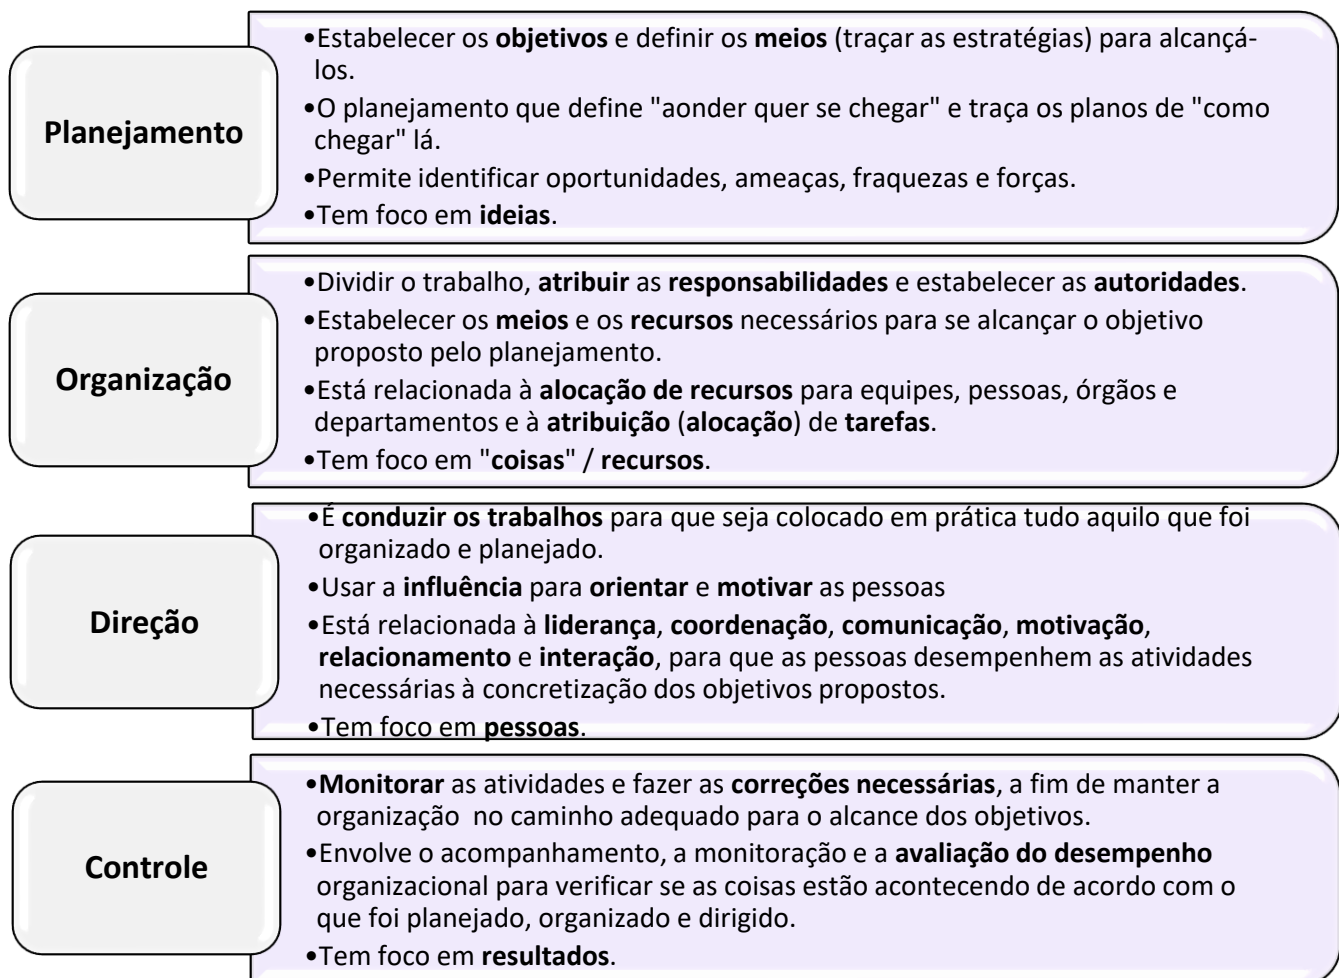 Planejamento
•Estabelecer os objetivos e definir os meios (traçar as estratégias) para alcançá-
los.
•O planejamento que define "aonder quer se chegar" e traça os planos de "como
chegar" lá.
•Permite identificar oportunidades, ameaças, fraquezas e forças.
•Tem foco em ideias.
Organização
•Dividir o trabalho, atribuir as responsabilidades e estabelecer as autoridades.
•Estabelecer os meios e os recursos necessários para se alcançar o objetivo
proposto pelo planejamento.
•Está relacionada à alocação de recursos para equipes, pessoas, órgãos e
departamentos e à atribuição (alocação) de tarefas.
•Tem foco em "coisas" / recursos.
Direção
•É conduzir os trabalhos para que seja colocado em prática tudo aquilo que foi
organizado e planejado.
•Usar a influência para orientar e motivar as pessoas
•Está relacionada à liderança, coordenação, comunicação, motivação,
relacionamento e interação, para que as pessoas desempenhem as atividades
necessárias à concretização dos objetivos propostos.
•Tem foco em pessoas.
Controle
•Monitorar as atividades e fazer as correções necessárias, a fim de manter a
organização  no caminho adequado para o alcance dos objetivos.
•Envolve o acompanhamento, a monitoração e a avaliação do desempenho
organizacional para verificar se as coisas estão acontecendo de acordo com o
que foi planejado, organizado e dirigido.
•Tem foco em resultados.